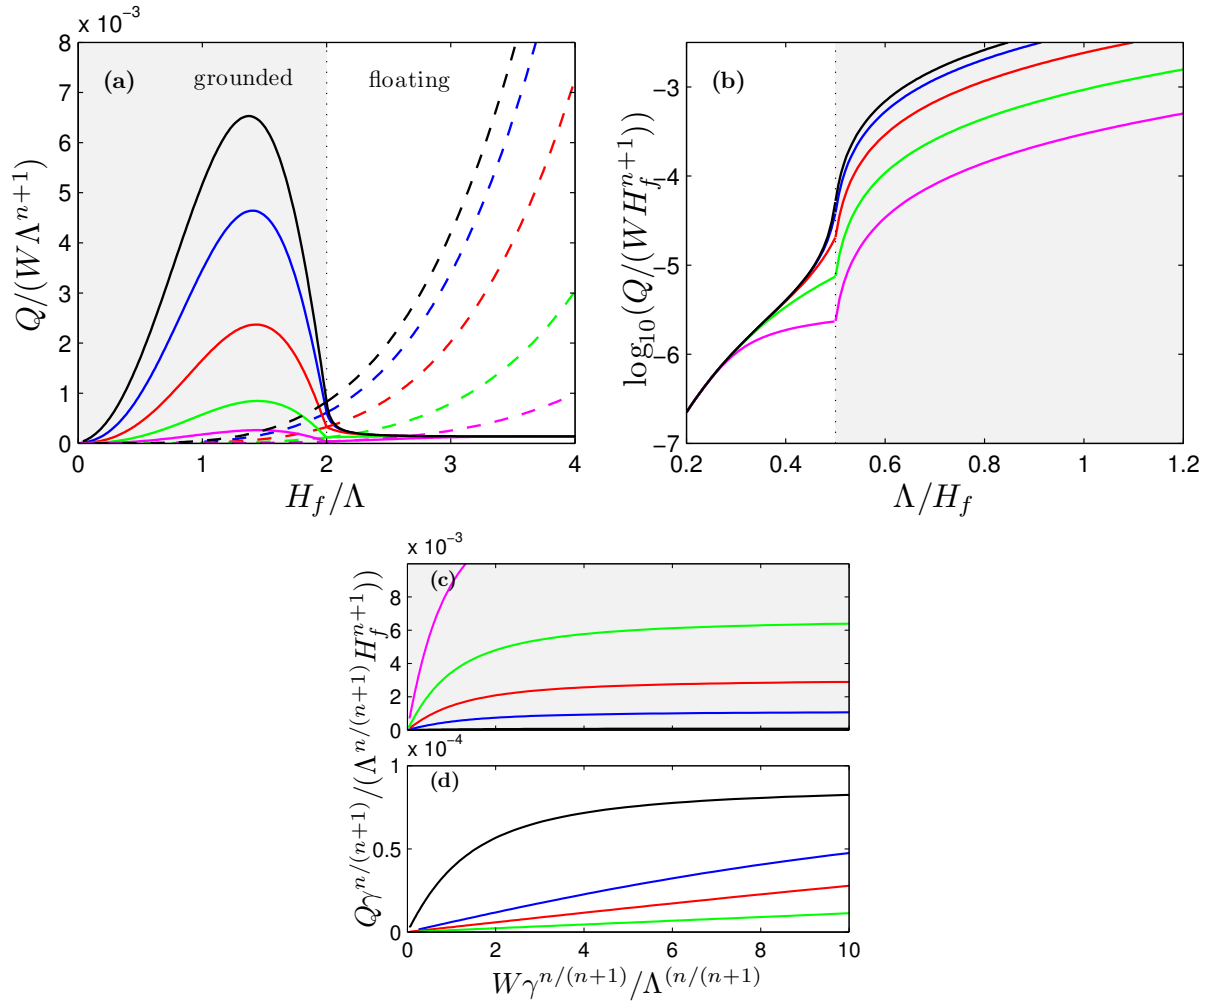 x 10⁻³
8
7
6
5
4
3
2
1
0
(a)
grounded
floating
Q/(WΛⁿ⁺¹)
0
1
2
3
4
H_f/Λ
(b)
−3
−4
−5
−6
−7
log₁₀(Q/(WH_f^{n+1}))
0.2
0.4
0.6
0.8
1
1.2
Λ/H_f
x 10⁻³
(c)
8
6
4
2
0
x 10⁻⁴
(d)
1
0.5
0
Qγ^{n/(n+1)}/(Λ^{n/(n+1)}H_f^{n+1}))
0
2
4
6
8
10
Wγ^{n/(n+1)}/Λ^{(n/(n+1)}